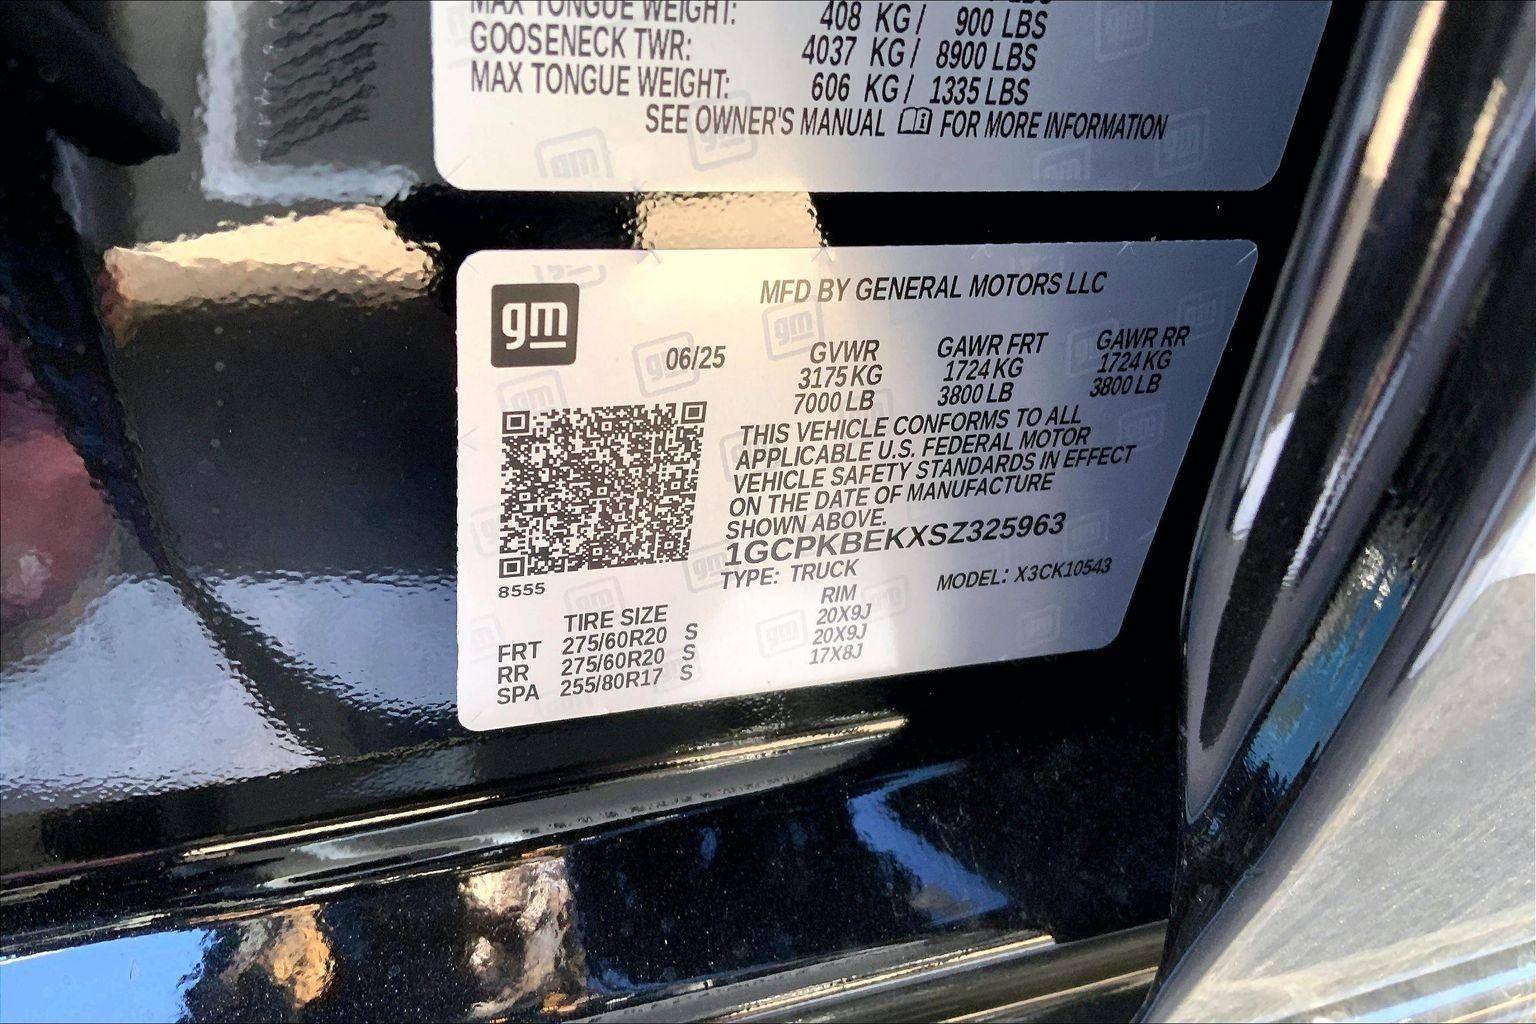 MAX TONGUE WEIGHT: 408 KG / 900 LBS
GOOSENECK TWR: 4037 KG / 8900 LBS
MAX TONGUE WEIGHT: 606 KG / 1335 LBS
SEE OWNER'S MANUAL FOR MORE INFORMATION
gm
MFD BY GENERAL MOTORS LLC
06/25
GVWR GAWR FRT GAWR RR
3175 KG 1724 KG 1724 KG
7000 LB 3800 LB 3800 LB
THIS VEHICLE CONFORMS TO ALL
APPLICABLE U.S. FEDERAL MOTOR
VEHICLE SAFETY STANDARDS IN EFFECT
ON THE DATE OF MANUFACTURE
SHOWN ABOVE.
1GCPKBEKXSZ325963
TYPE: TRUCK MODEL: X3CK10543
8555
TIRE SIZE RIM
FRT 275/60R20 S 20X9J
RR 275/60R20 S 20X9J
SPA 255/80R17 S 17X8J